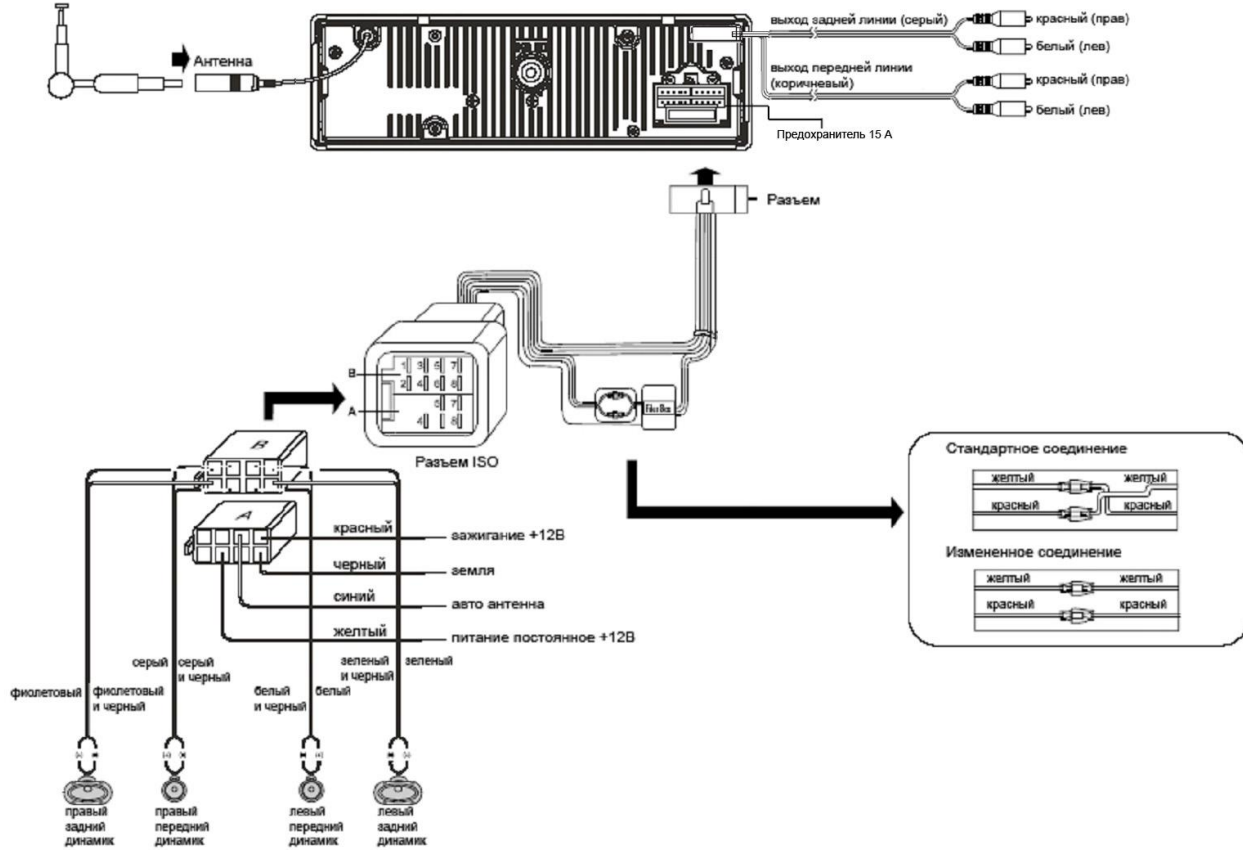 выход задней линии (серый)
красный (прав)
белый (лев)
Антенна
выход передней линии
(коричневый)
красный (прав)
белый (лев)
Предохранитель 15 А
Разъем
1 3 5 7
B
2 4 6 8
A
5 7
4 8
Filter Box
Разъем ISO
B
A
красный
зажигание +12В
черный
земля
синий
авто антенна
желтый
питание постоянное +12В
Стандартное соединение
желтый
желтый
красный
красный
Измененное соединение
желтый
желтый
красный
красный
фиолетовый
фиолетовый
и черный
серый
серый
и черный
белый
и черный
белый
зеленый
и черный
зеленый
правый
задний
динамик
правый
передний
динамик
левый
передний
динамик
левый
задний
динамик